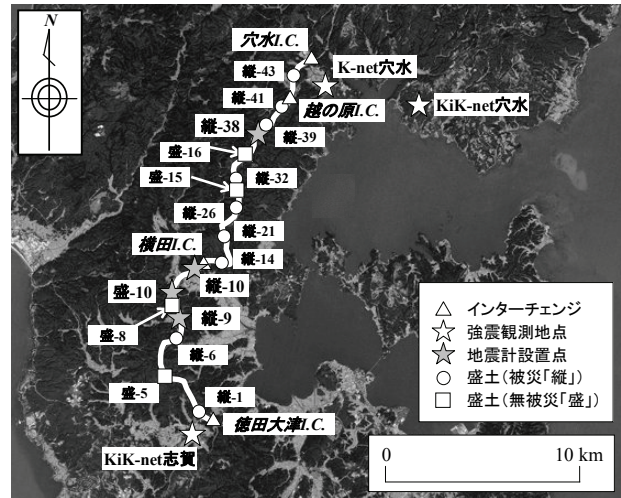 N
穴水I.C.
縦-43
K-net穴水
縦-41
越の原I.C.
KiK-net穴水
縦-38
縦-39
盛-16
盛-15
縦-32
縦-26
縦-21
横田I.C.
縦-14
縦-10
盛-10
盛-8
縦-9
縦-6
盛-5
縦-1
徳田大津I.C.
KiK-net志賀
インターチェンジ
強震観測地点
地震計設置点
盛土(被災「縦」)
盛土(無被災「盛」)
0 10 km